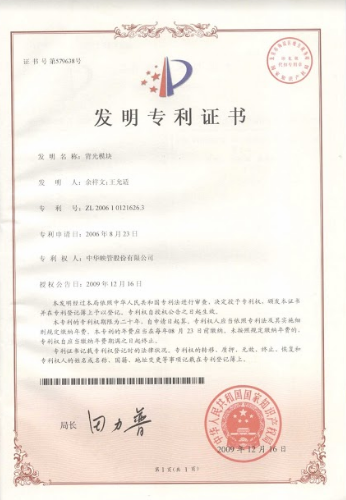 证书号第579638号
发明专利证书
发明名称：背光模块
发明人：余祥文;王允廷
专利号：ZL 2006 1 0121626.3
专利申请日：2006年8月23日
专利权人：中华映管股份有限公司
授权公告日：2009年12月16日
本发明经过本局依照中华人民共和国专利法进行审查，决定授予专利权，颁发本证书
并在专利登记簿上予以登记。专利权自授权公告之日起生效。
本专利的专利权期限为二十年，自申请日起算。专利权人应当依照专利法及其实施细
则规定缴纳年费。本专利的年费应当在每年08月23日前缴纳。未按照规定缴纳年费的，
专利权自应当缴纳年费期满之日起终止。
专利证书记载专利权登记时的法律状况。专利权的转移、质押、无效、终止、恢复和
专利权人的姓名或名称、国籍、地址变更等事项记载在专利登记簿上。
局长 田力普
中华人民共和国国家知识产权局
2009年12月16日
第1页(共1页)